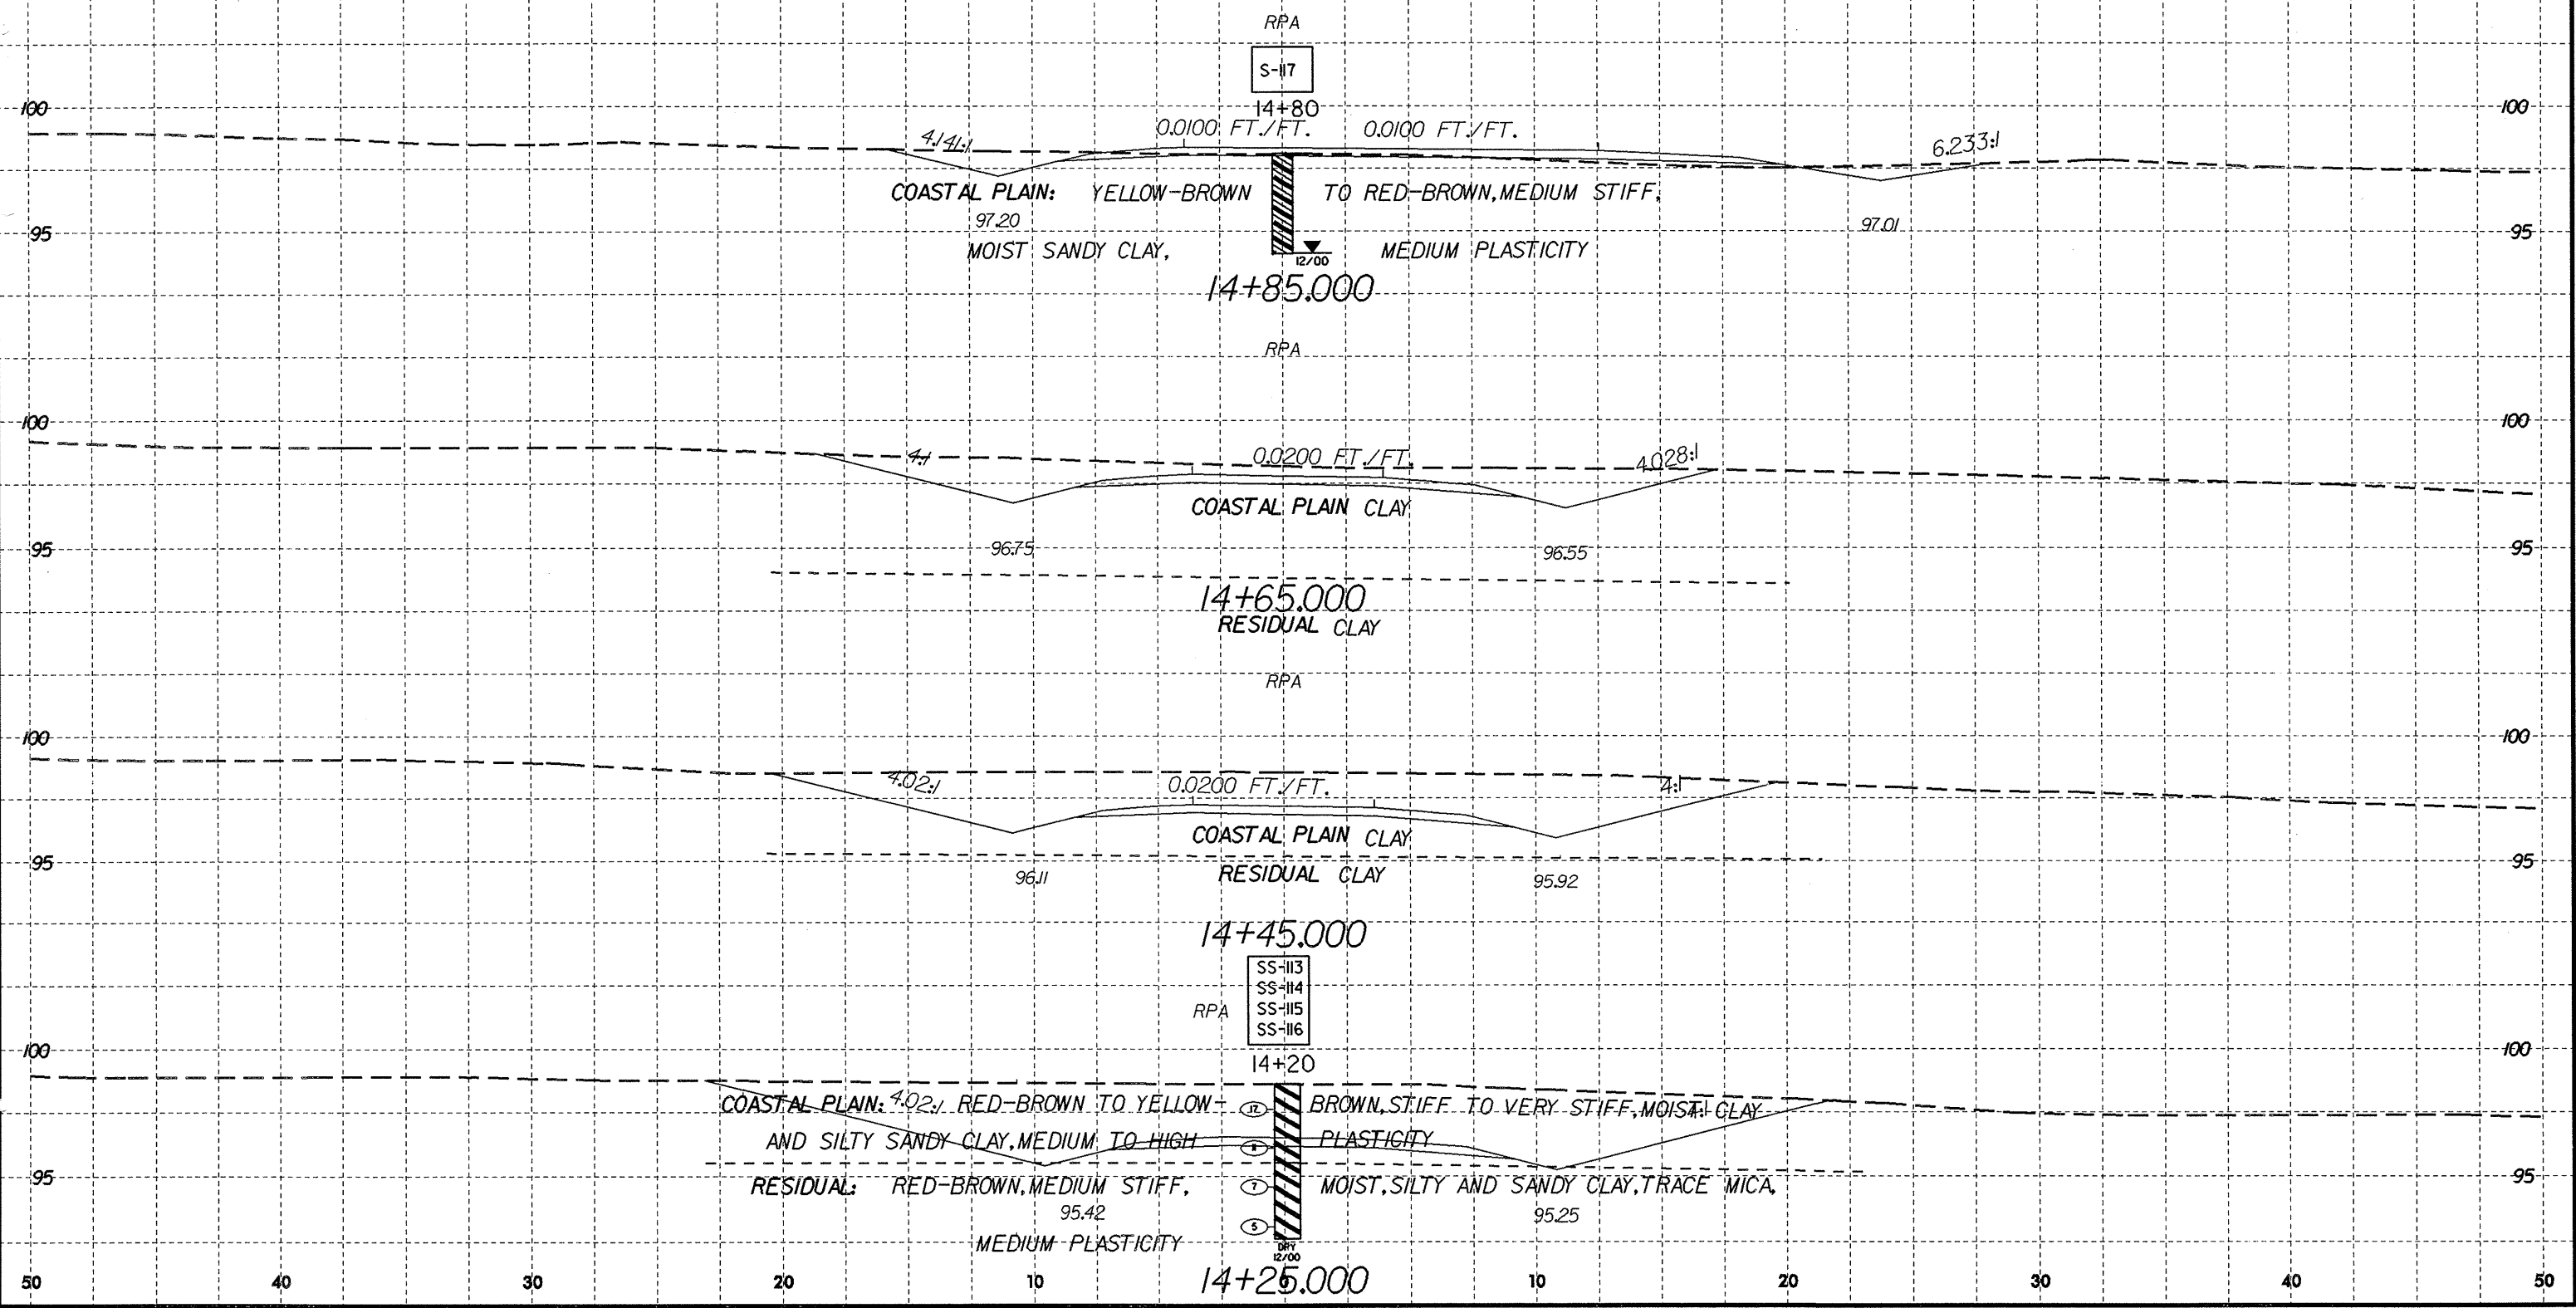 RPA
S-117
14+80
100 100
0.0100 FT./FT. 0.0100 FT./FT.
4.141:1 6.233:1
COASTAL PLAIN: YELLOW-BROWN TO RED-BROWN, MEDIUM STIFF,
97.20 97.01
95 95
MOIST SANDY CLAY, MEDIUM PLASTICITY
12/00
14+85.000
RPA
100 100
4:1 0.0200 FT./FT. 4.028:1
COASTAL PLAIN CLAY
95 96.75 96.55 95
14+65.000
RESIDUAL CLAY
RPA
100 100
4.02:1 0.0200 FT./FT. 4:1
COASTAL PLAIN CLAY
95 95
96.11 RESIDUAL CLAY 95.92
14+45.000
SS-113
SS-114
RPA SS-115
SS-116
100 100
14+20
COASTAL PLAIN: 4.02:1 RED-BROWN TO YELLOW- BROWN, STIFF TO VERY STIFF, MOIST 4:1 CLAY
AND SILTY SANDY CLAY, MEDIUM TO HIGH PLASTICITY
95 95
RESIDUAL: RED-BROWN, MEDIUM STIFF, 7 MOIST, SILTY AND SANDY CLAY, TRACE MICA,
95.42 95.25
5
MEDIUM PLASTICITY
DRY
12/00
50 40 30 20 10 0 10 20 30 40 50
14+25.000